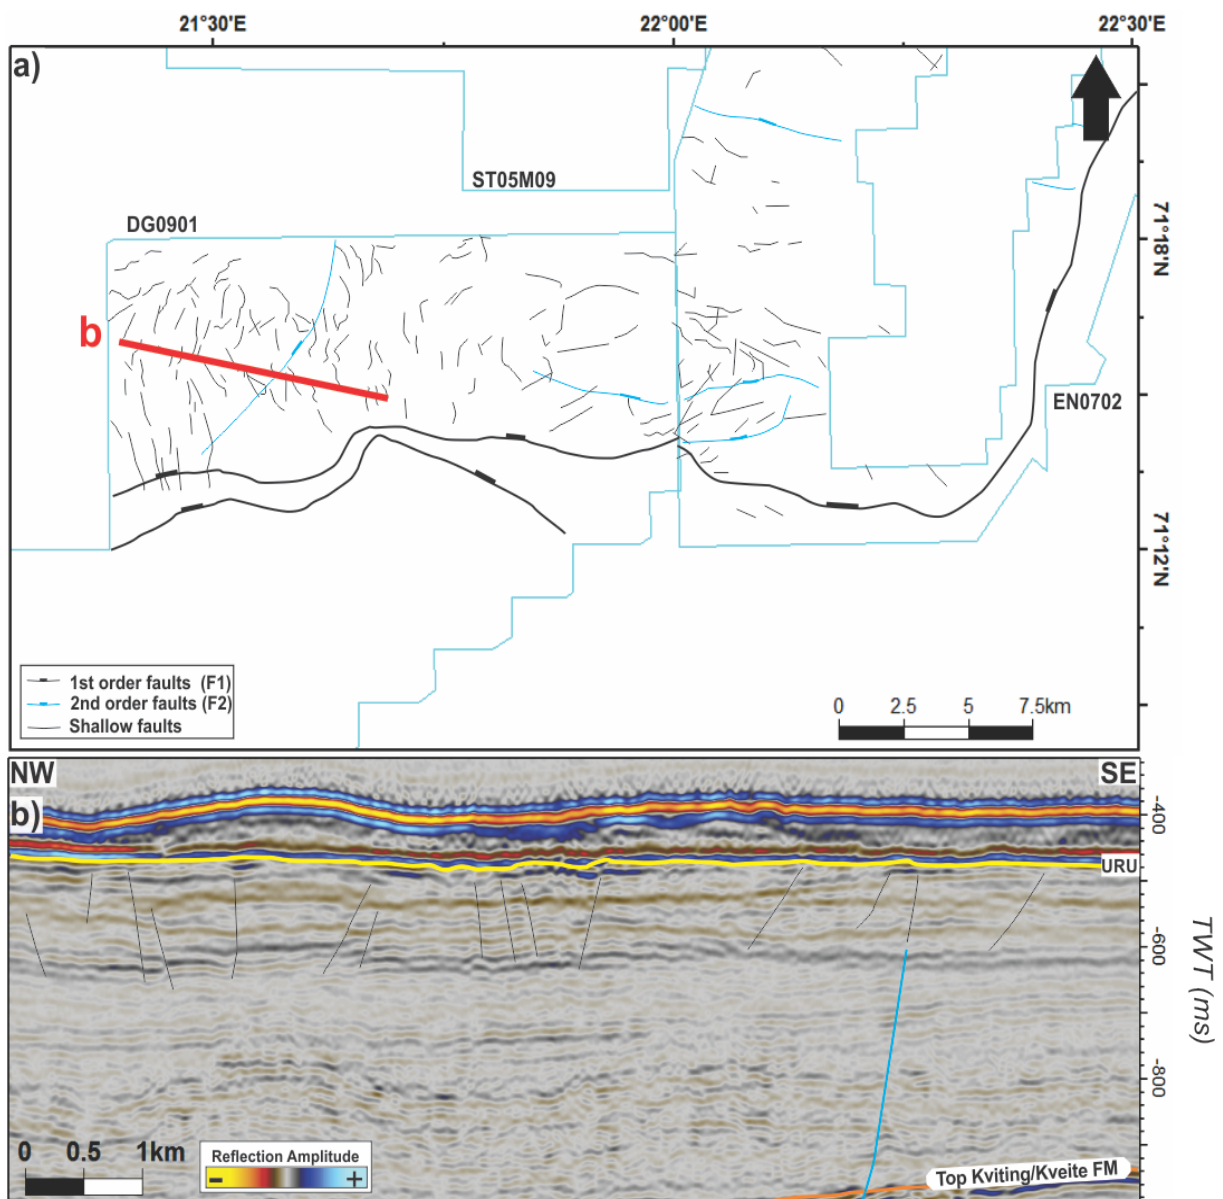 21°30'E 22°00'E 22°30'E
a)
ST05M09
DG0901
71°18'N
b
EN0702
71°12'N
1st order faults (F1)
2nd order faults (F2)
Shallow faults
0 2.5 5 7.5km
NW SE
b)
-400
URU
-600
TWT (ms)
-800
0 0.5 1km
Reflection Amplitude
- +
Top Kviting/Kveite FM